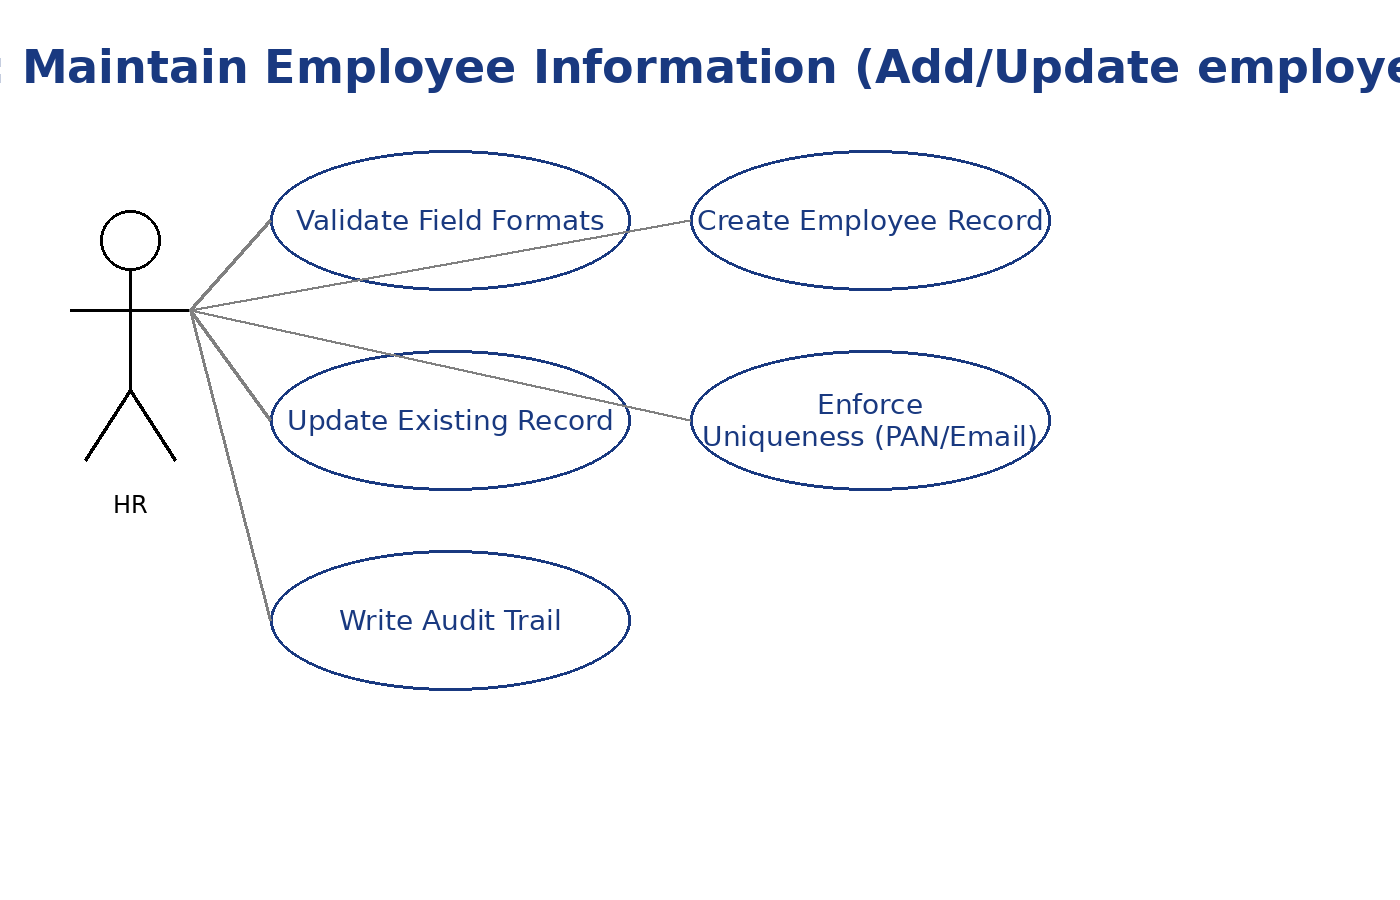 : Maintain Employee Information (Add/Update employe
Validate Field Formats
Create Employee Record
Update Existing Record
Enforce
Uniqueness (PAN/Email)
HR
Write Audit Trail